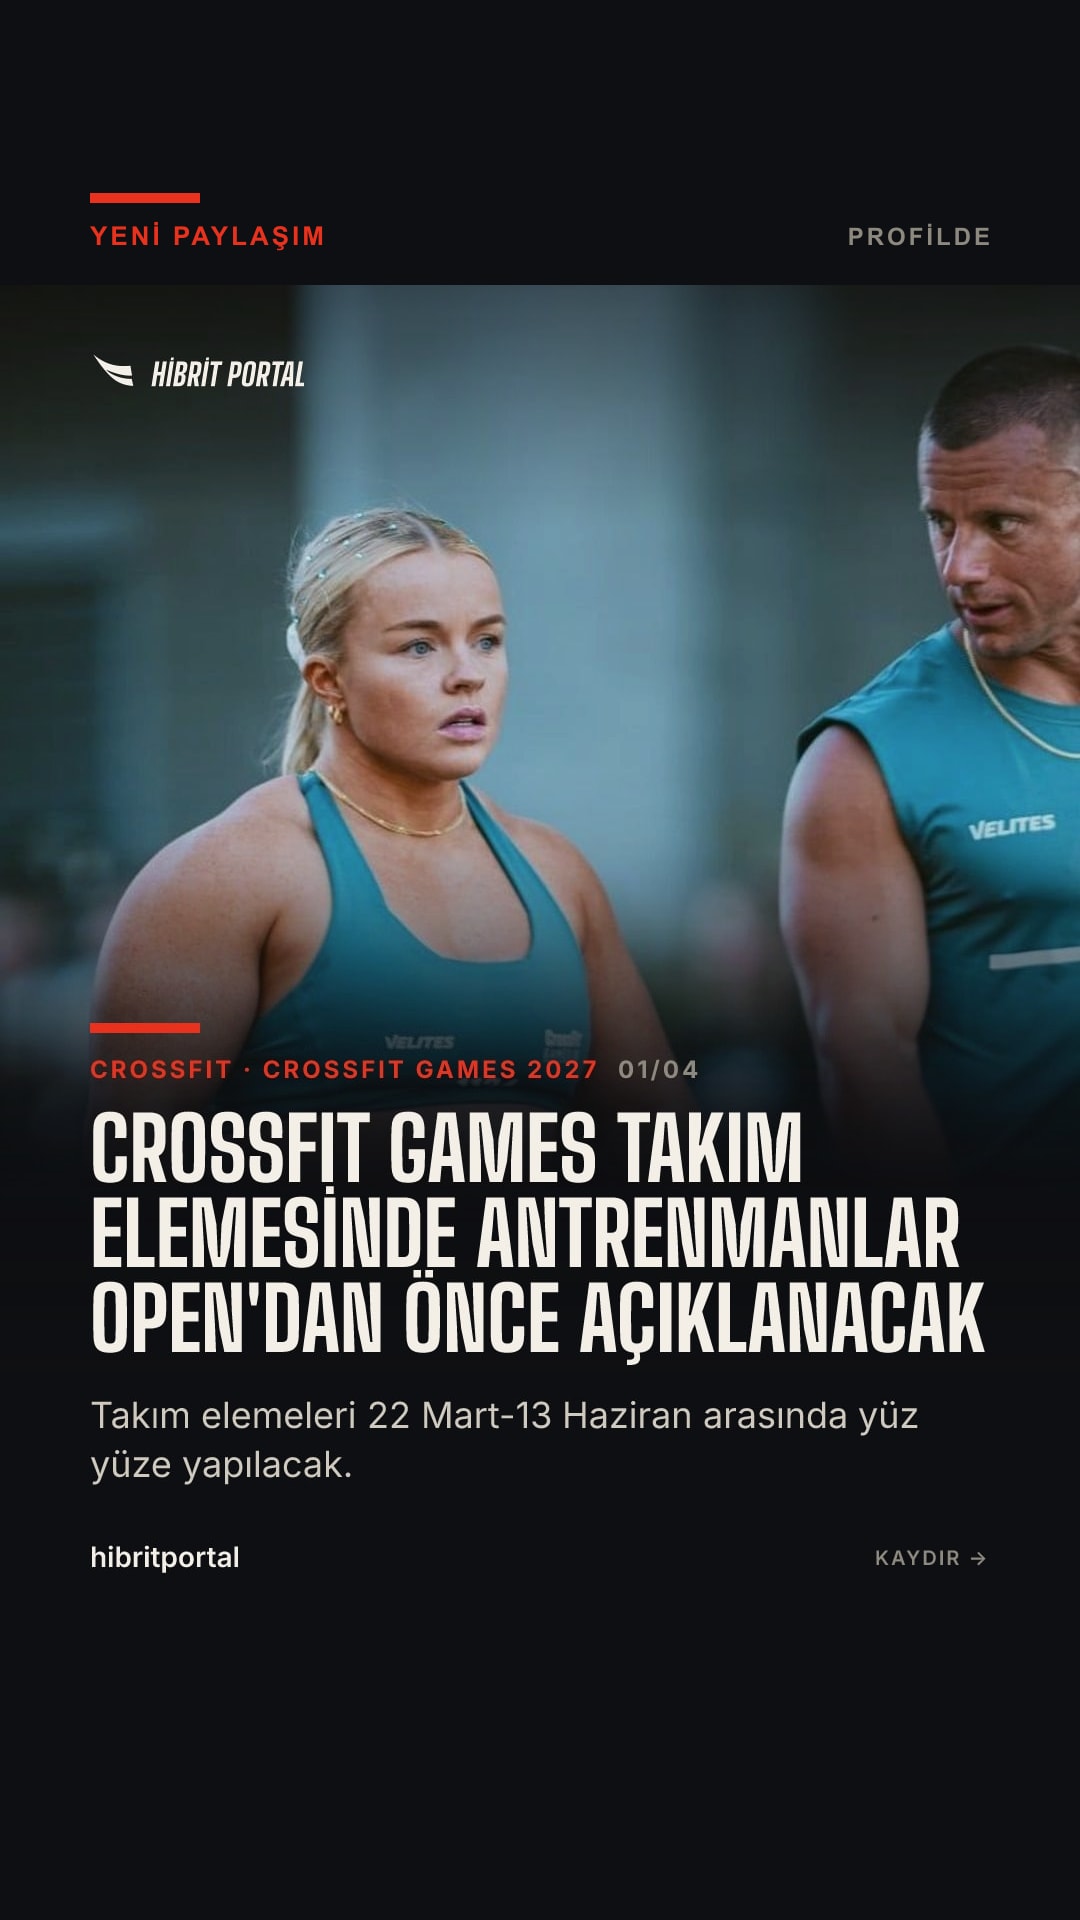 YENİ PAYLAŞIM
PROFİLDE
HİBRİT PORTAL
VELITES
VELITES
CROSSFIT · CROSSFIT GAMES 2027 01/04
CROSSFIT GAMES TAKIM
ELEMESİNDE ANTRENMANLAR
OPEN'DAN ÖNCE AÇIKLANACAK
Takım elemeleri 22 Mart-13 Haziran arasında yüz
yüze yapılacak.
hibritportal
KAYDIR →